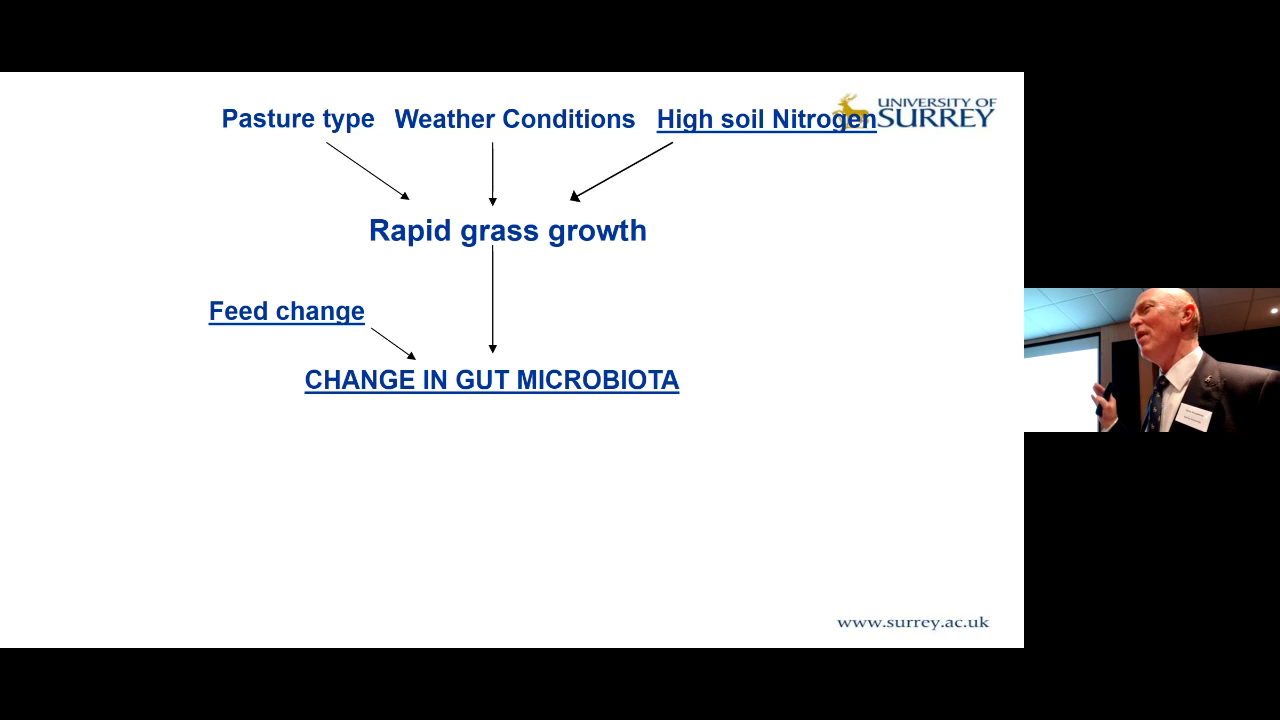 Pasture type Weather Conditions High soil Nitrogen
UNIVERSITY OF
SURREY
Rapid grass growth
Feed change
CHANGE IN GUT MICROBIOTA
www.surrey.ac.uk